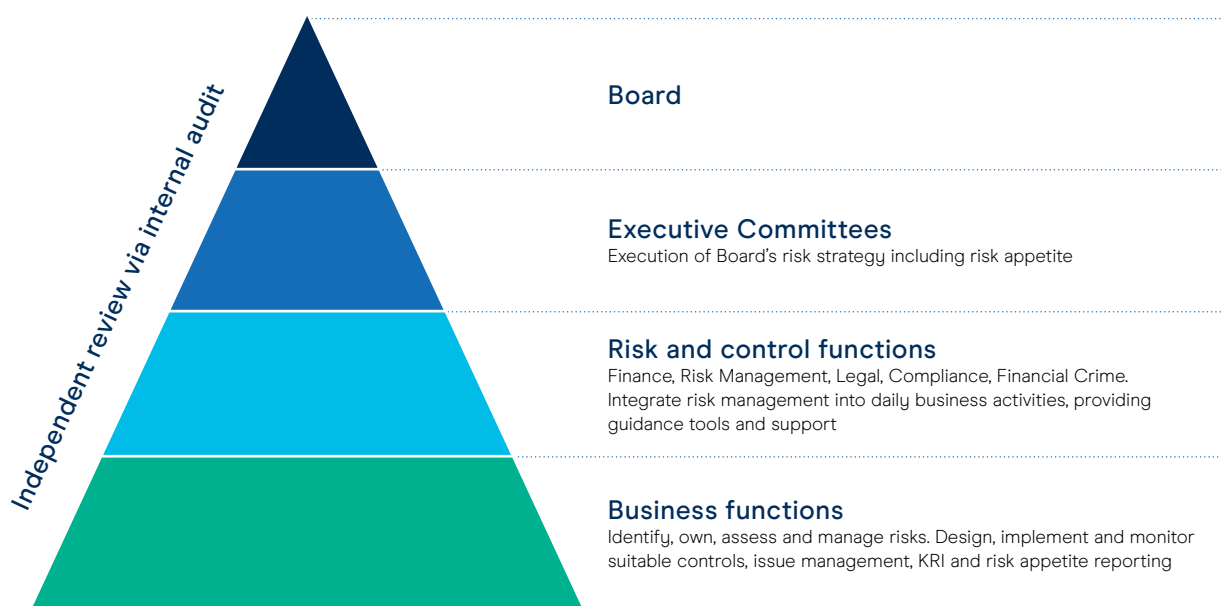 Independent review via internal audit
Board
Executive Committees
Execution of Board's risk strategy including risk appetite
Risk and control functions
Finance, Risk Management, Legal, Compliance, Financial Crime.
Integrate risk management into daily business activities, providing
guidance tools and support
Business functions
Identify, own, assess and manage risks. Design, implement and monitor
suitable controls, issue management, KRI and risk appetite reporting